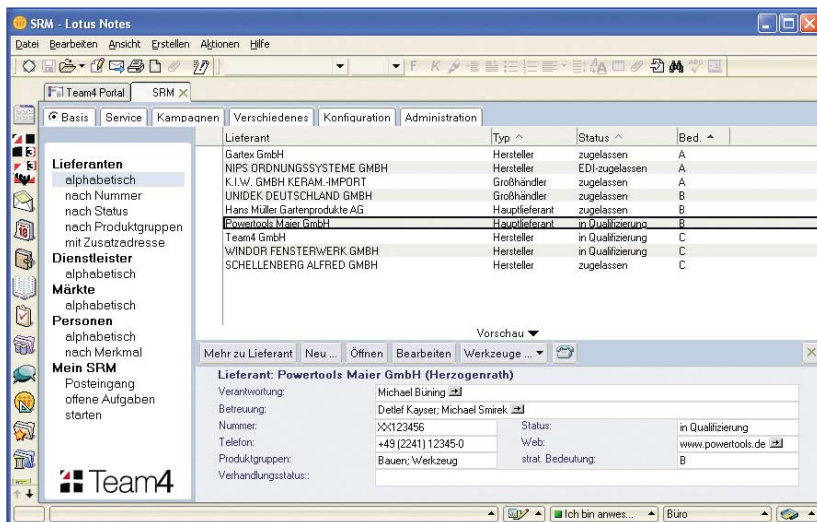 SRM - Lotus Notes
Datei Bearbeiten Ansicht Erstellen Aktionen Hilfe
F K
Team4 Portal SRM
Basis Service Kampagnen Verschiedenes Konfiguration Administration
Lieferant Typ Status Bed.
Lieferanten
alphabetisch
nach Nummer
nach Status
nach Produktgruppen
mit Zusatzadresse
Dienstleister
alphabetisch
Märkte
alphabetisch
Personen
alphabetisch
nach Merkmal
Mein SRM
Posteingang
offene Aufgaben
starten
Team4
Gartex GmbH Hersteller zugelassen A
NIPS ORDNUNGSSYSTEME GMBH Hersteller EDI-zugelassen A
K.I.W. GMBH KERAM.-IMPORT Großhändler zugelassen A
UNIDEK DEUTSCHLAND GMBH Großhändler zugelassen B
Hans Müller Gartenprodukte AG Hauptlieferant zugelassen B
Powertools Maier GmbH Hauptlieferant in Qualifizierung B
Team4 GmbH Hersteller in Qualifizierung C
WINDOR FENSTERWERK GMBH Hersteller in Qualifizierung C
SCHELLENBERG ALFRED GMBH Hersteller zugelassen C
Vorschau
Mehr zu Lieferant Neu ... Öffnen Bearbeiten Werkzeuge ...
Lieferant: Powertools Maier GmbH (Herzogenrath)
Verantwortung: Michael Büning
Betreuung: Detlef Kayser; Michael Smirek
Nummer: XX123456 Status: in Qualifizierung
Telefon: +49 (2241) 12345-0 Web: www.powertools.de
Produktgruppen: Bauen; Werkzeug strat. Bedeutung: B
Verhandlungsstatus::
Ich bin anwes... Büro